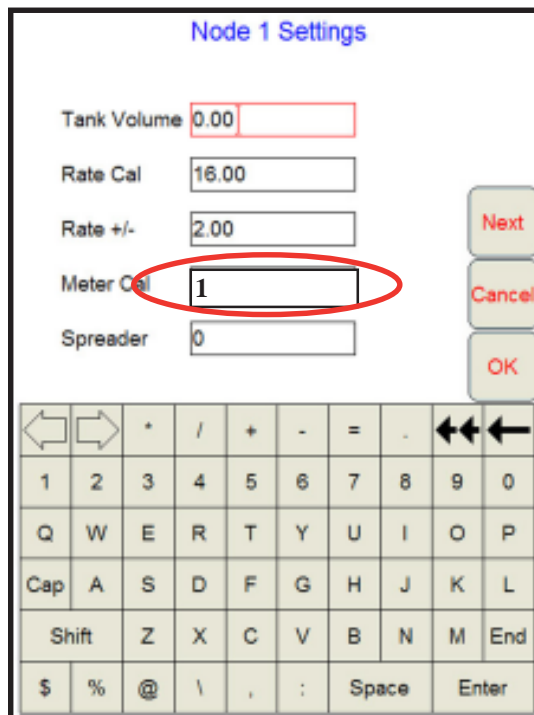 Node 1 Settings
Tank Volume 0.00
Rate Cal 16.00
Rate +/- 2.00
Next
Meter Cal 1
Cancel
Spreader 0
OK
* / + - = .
1 2 3 4 5 6 7 8 9 0
Q W E R T Y U I O P
Cap A S D F G H J K L
Shift Z X C V B N M End
$ % @ \ , : Space Enter